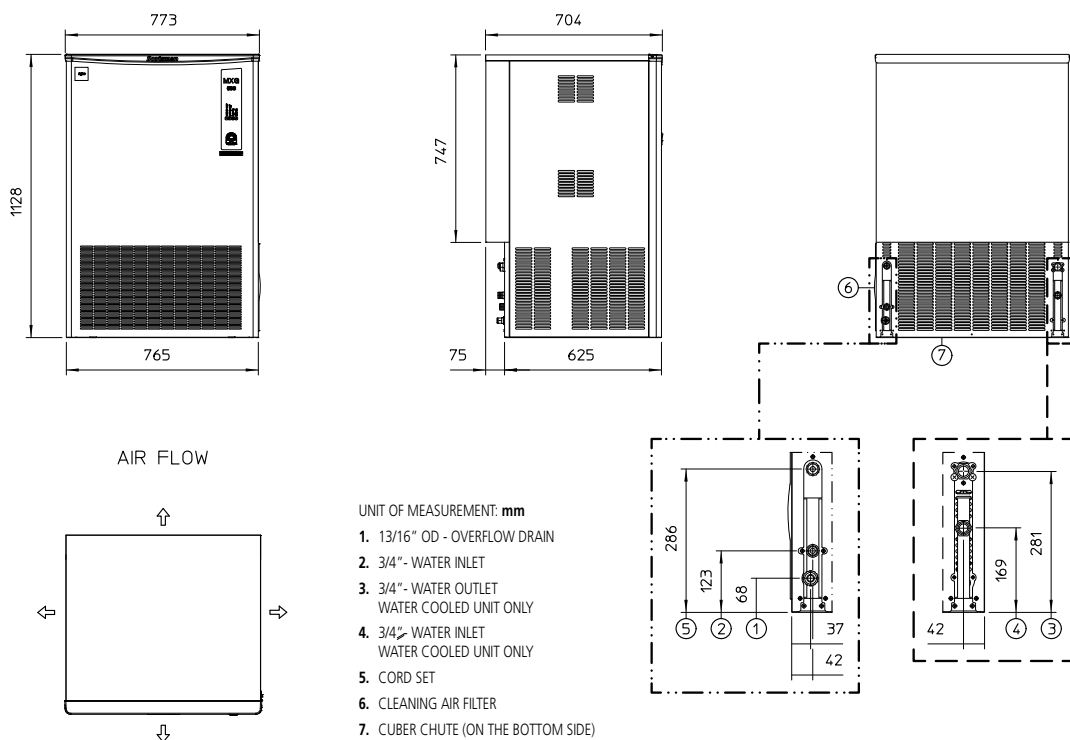 773
704
Scotsman
MXG
747
1128
6
7
765
75
625
AIR FLOW
UNIT OF MEASUREMENT: mm
1. 13/16" OD - OVERFLOW DRAIN
2. 3/4"- WATER INLET
3. 3/4"- WATER OUTLET
WATER COOLED UNIT ONLY
4. 3/4"- WATER INLET
WATER COOLED UNIT ONLY
5. CORD SET
6. CLEANING AIR FILTER
7. CUBER CHUTE (ON THE BOTTOM SIDE)
286
123
68
5
2
1
37
42
169
281
42
4
3